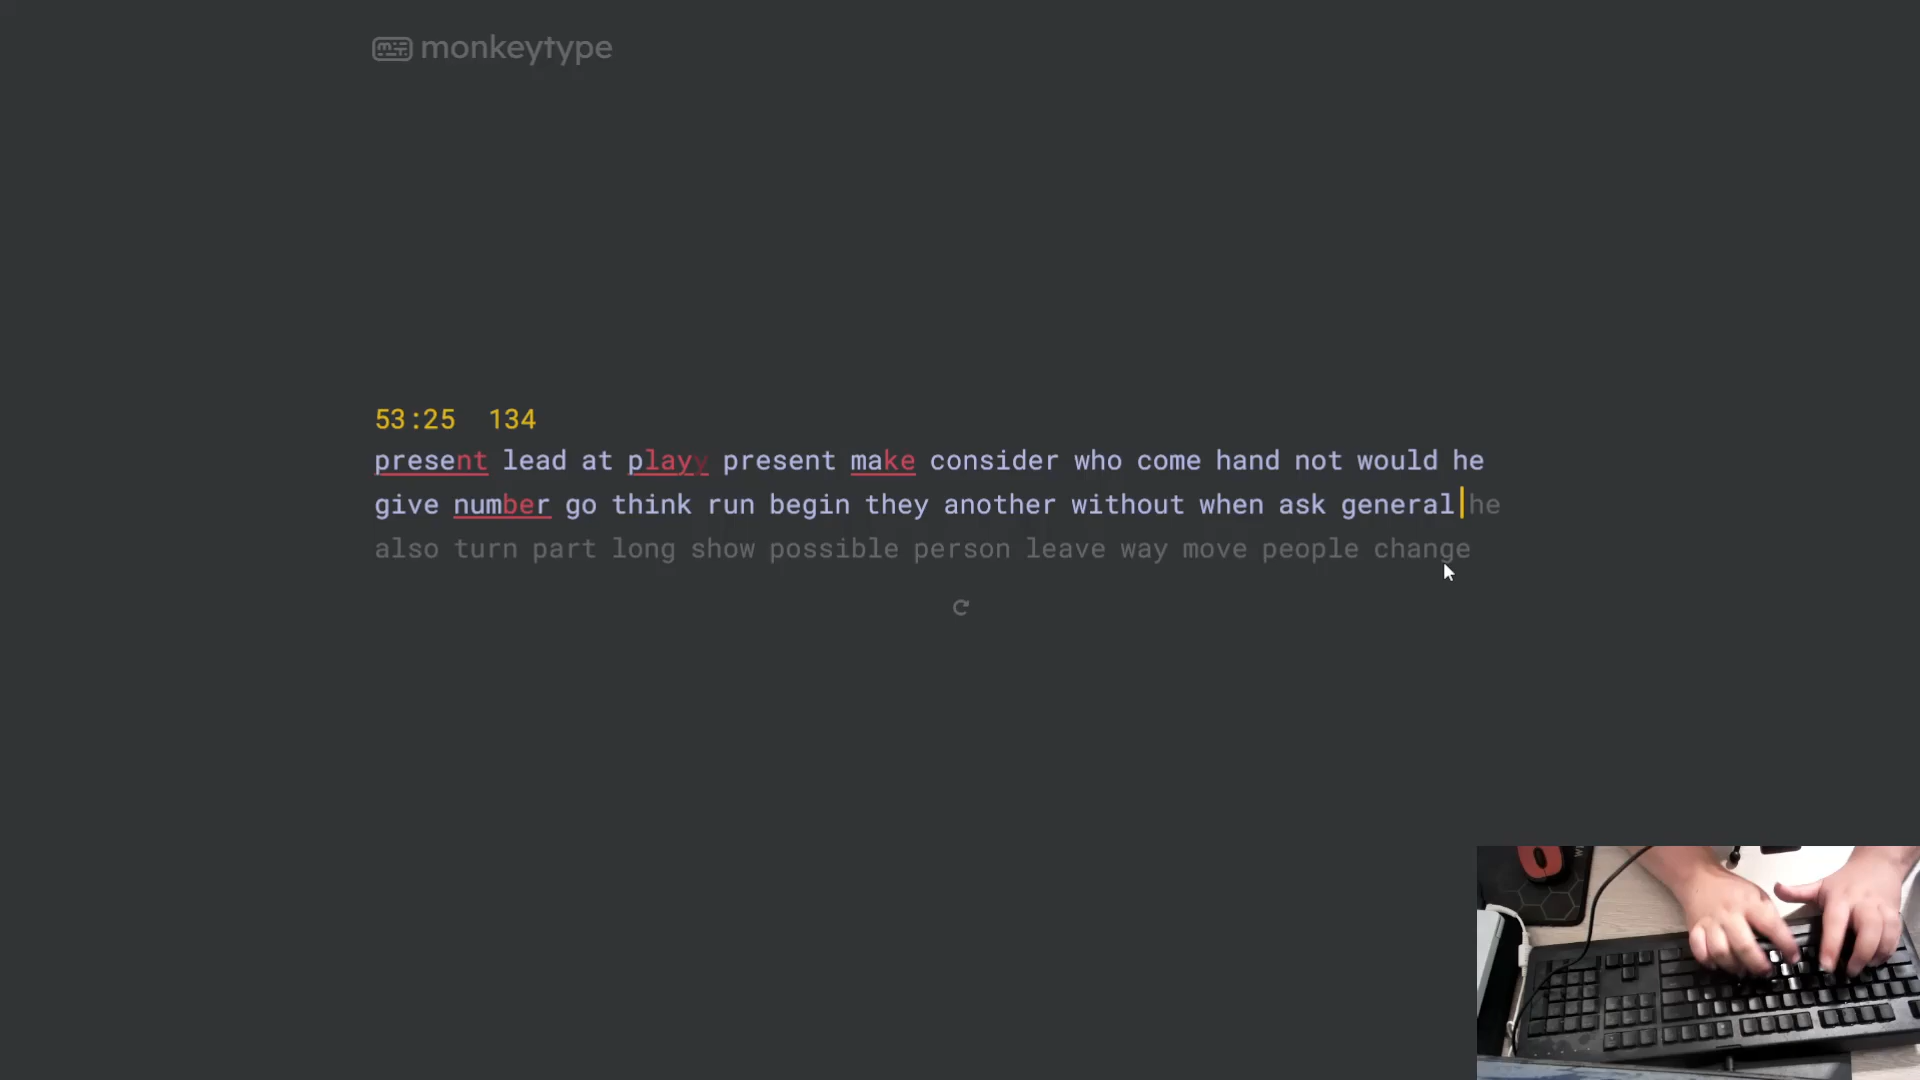 monkeytype
53:25 134
present lead at playy present make consider who come hand not would he
give number go think run begin they another without when ask general he
also turn part long show possible person leave way move people change